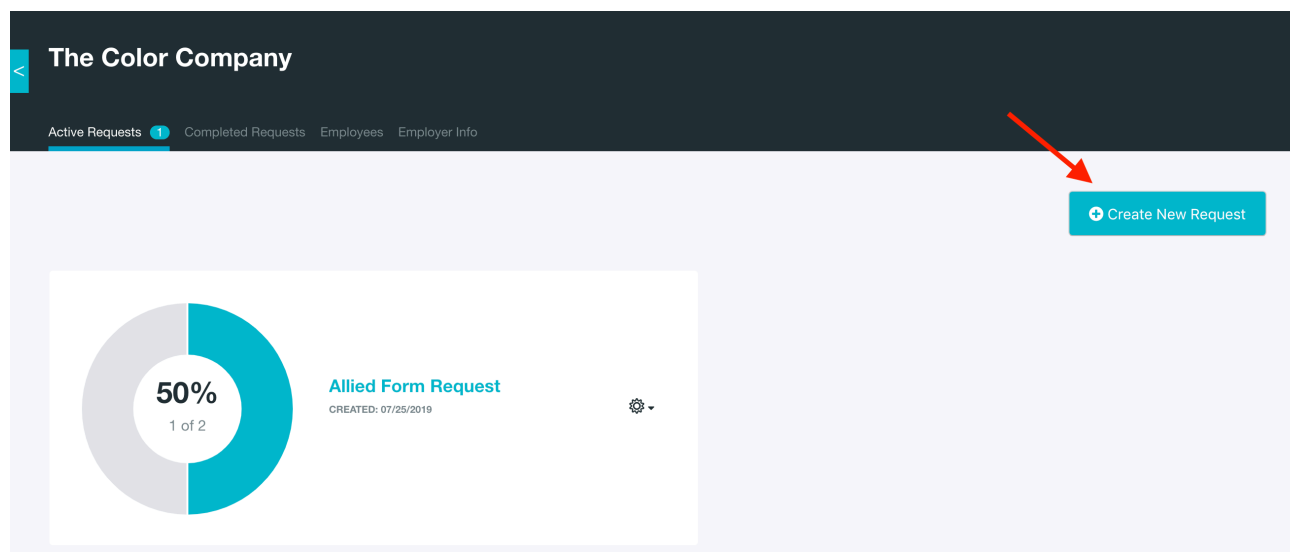 The Color Company
<
Active Requests 1 Completed Requests Employees Employer Info
Create New Request
50%
1 of 2
Allied Form Request
CREATED: 07/25/2019